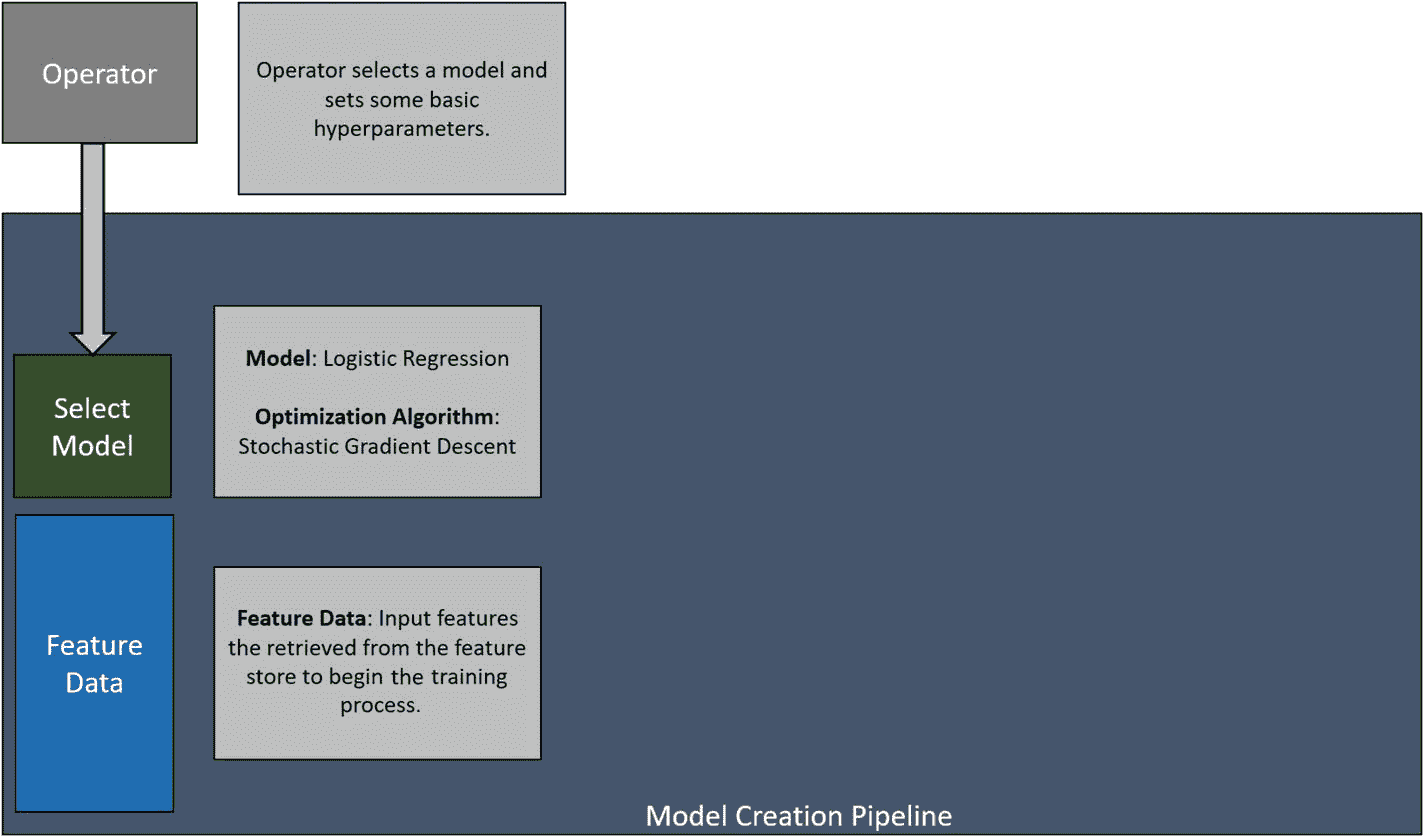 Operator
Operator selects a model and
sets some basic
hyperparameters.
Select
Model
Model: Logistic Regression
Optimization Algorithm:
Stochastic Gradient Descent
Feature
Data
Feature Data: Input features
the retrieved from the feature
store to begin the training
process.
Model Creation Pipeline